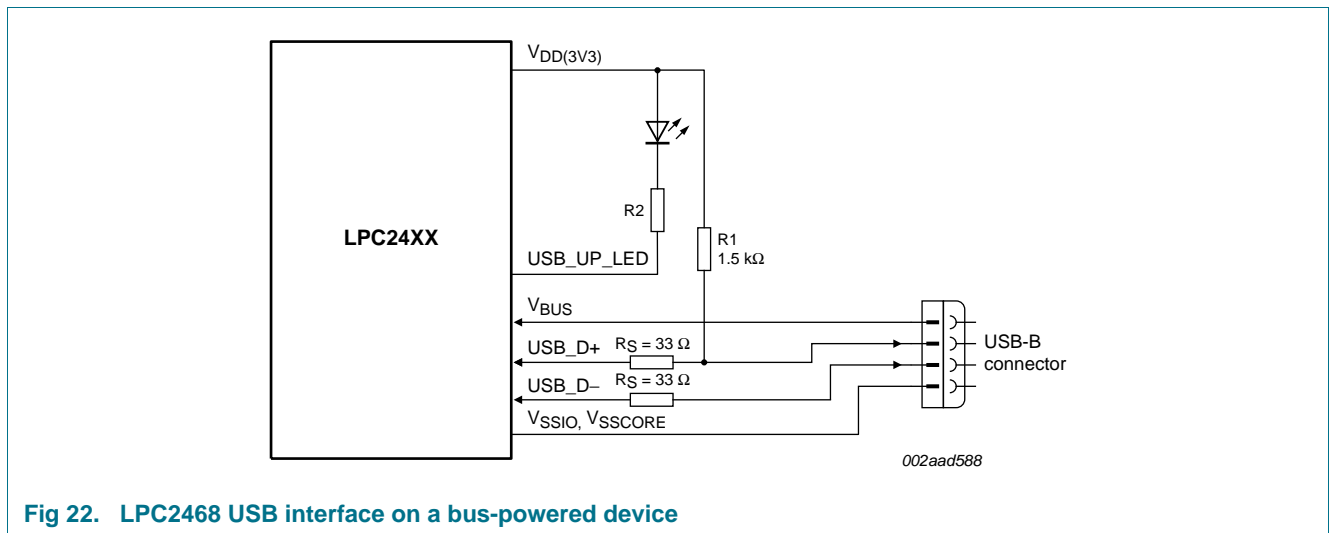 VDD(3V3)
R2
LPC24XX
R1
1.5 kΩ
USB_UP_LED
VBUS
USB-B
connector
USB_D+
RS = 33 Ω
USB_D−
RS = 33 Ω
VSSIO, VSSCORE
002aad588
Fig 22. LPC2468 USB interface on a bus-powered device